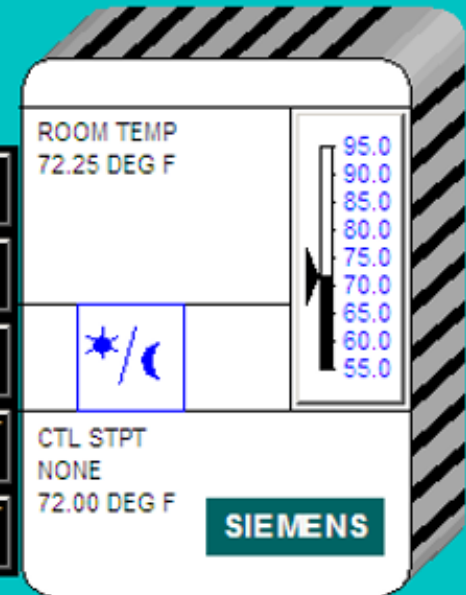 ROOM TEMP
72.25 DEG F
95.0
90.0
85.0
80.0
75.0
70.0
65.0
60.0
55.0
CTL STPT
NONE
72.00 DEG F
SIEMENS